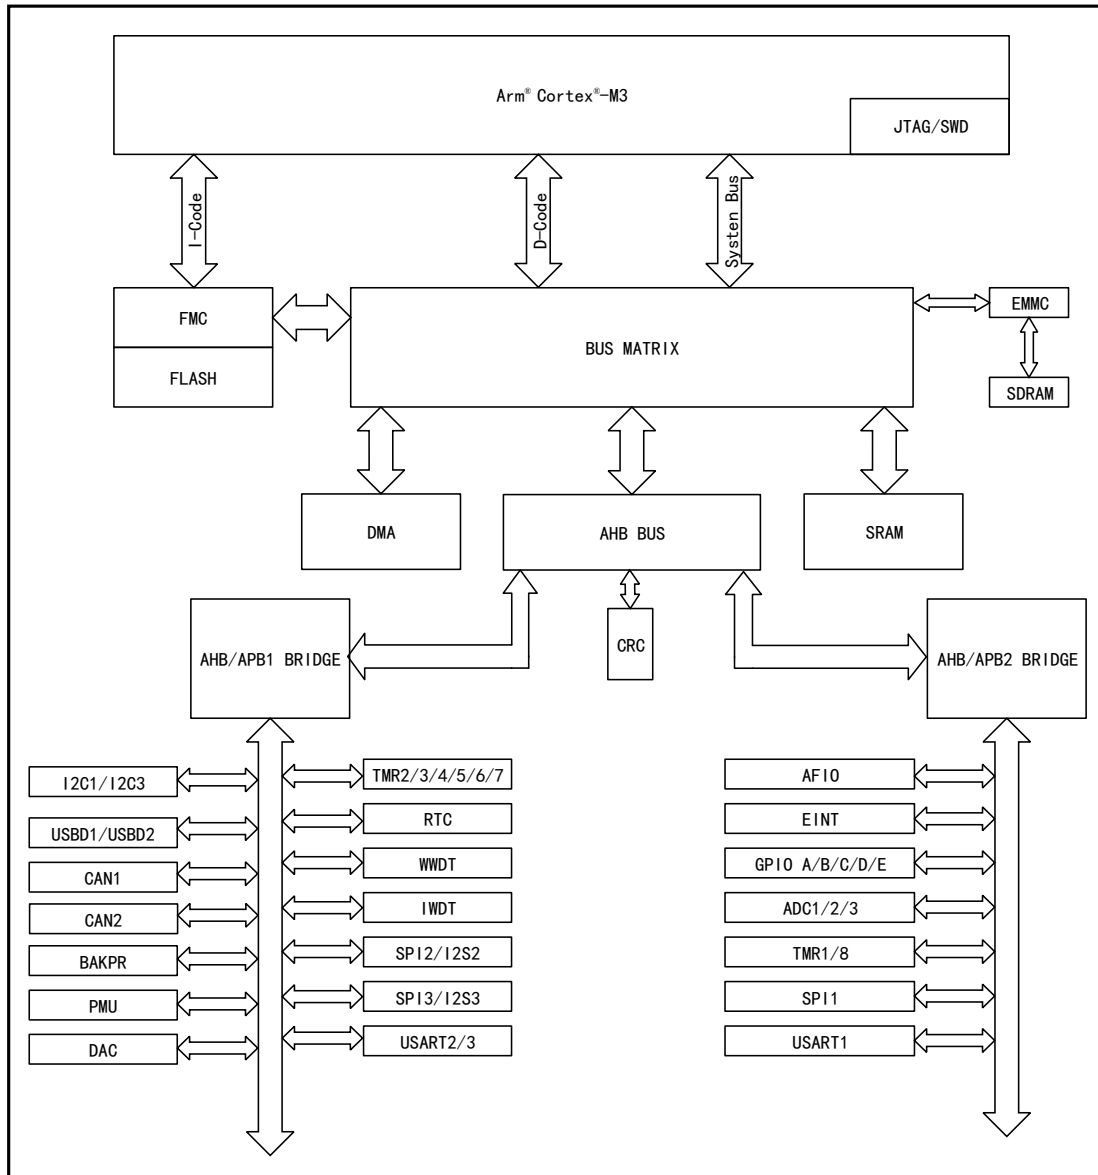 Arm® Cortex®-M3
JTAG/SWD
I-Code
D-Code
Systen Bus
FMC
FLASH
BUS MATRIX
EMMC
SDRAM
DMA
AHB BUS
SRAM
CRC
AHB/APB1 BRIDGE
AHB/APB2 BRIDGE
I2C1/I2C3
USBD1/USBD2
CAN1
CAN2
BAKPR
PMU
DAC
TMR2/3/4/5/6/7
RTC
WWDT
IWDT
SPI2/I2S2
SPI3/I2S3
USART2/3
AFIO
EINT
GPIO A/B/C/D/E
ADC1/2/3
TMR1/8
SPI1
USART1